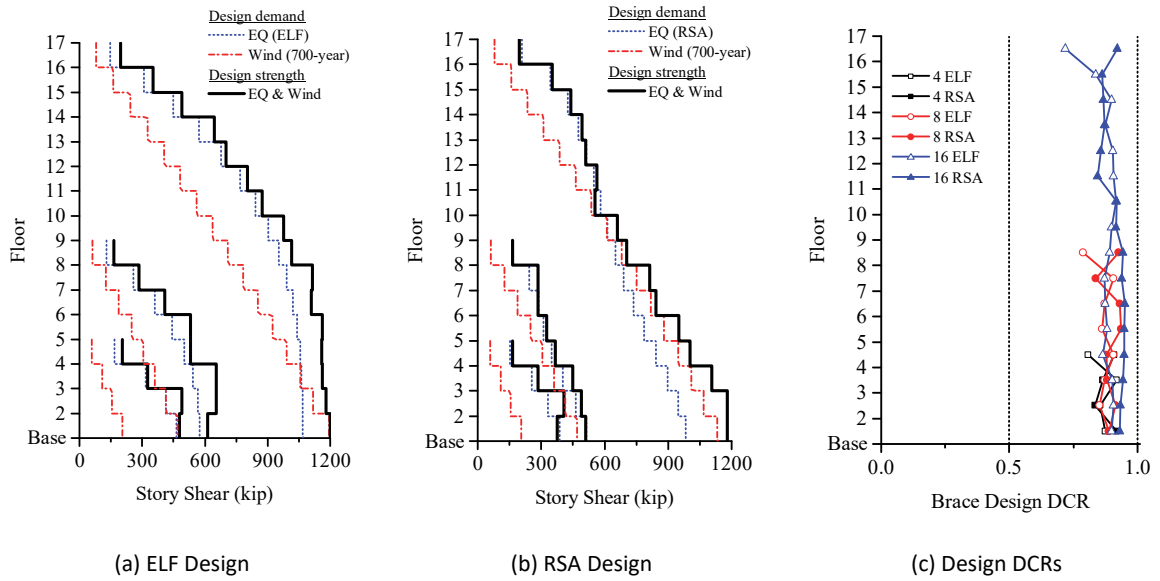 Design demand
EQ (ELF)
Wind (700-year)
Design strength
EQ & Wind
17
16
15
14
13
12
11
10
9
8
7
6
5
4
3
2
Base
Floor
0
300
600
900
1200
Story Shear (kip)
(a) ELF Design
Design demand
EQ (RSA)
Wind (700-year)
Design strength
EQ & Wind
17
16
15
14
13
12
11
10
9
8
7
6
5
4
3
2
Base
Floor
0
300
600
900
1200
Story Shear (kip)
(b) RSA Design
4 ELF
4 RSA
8 ELF
8 RSA
16 ELF
16 RSA
17
16
15
14
13
12
11
10
9
8
7
6
5
4
3
2
Base
Floor
0.0
0.5
1.0
Brace Design DCR
(c) Design DCRs